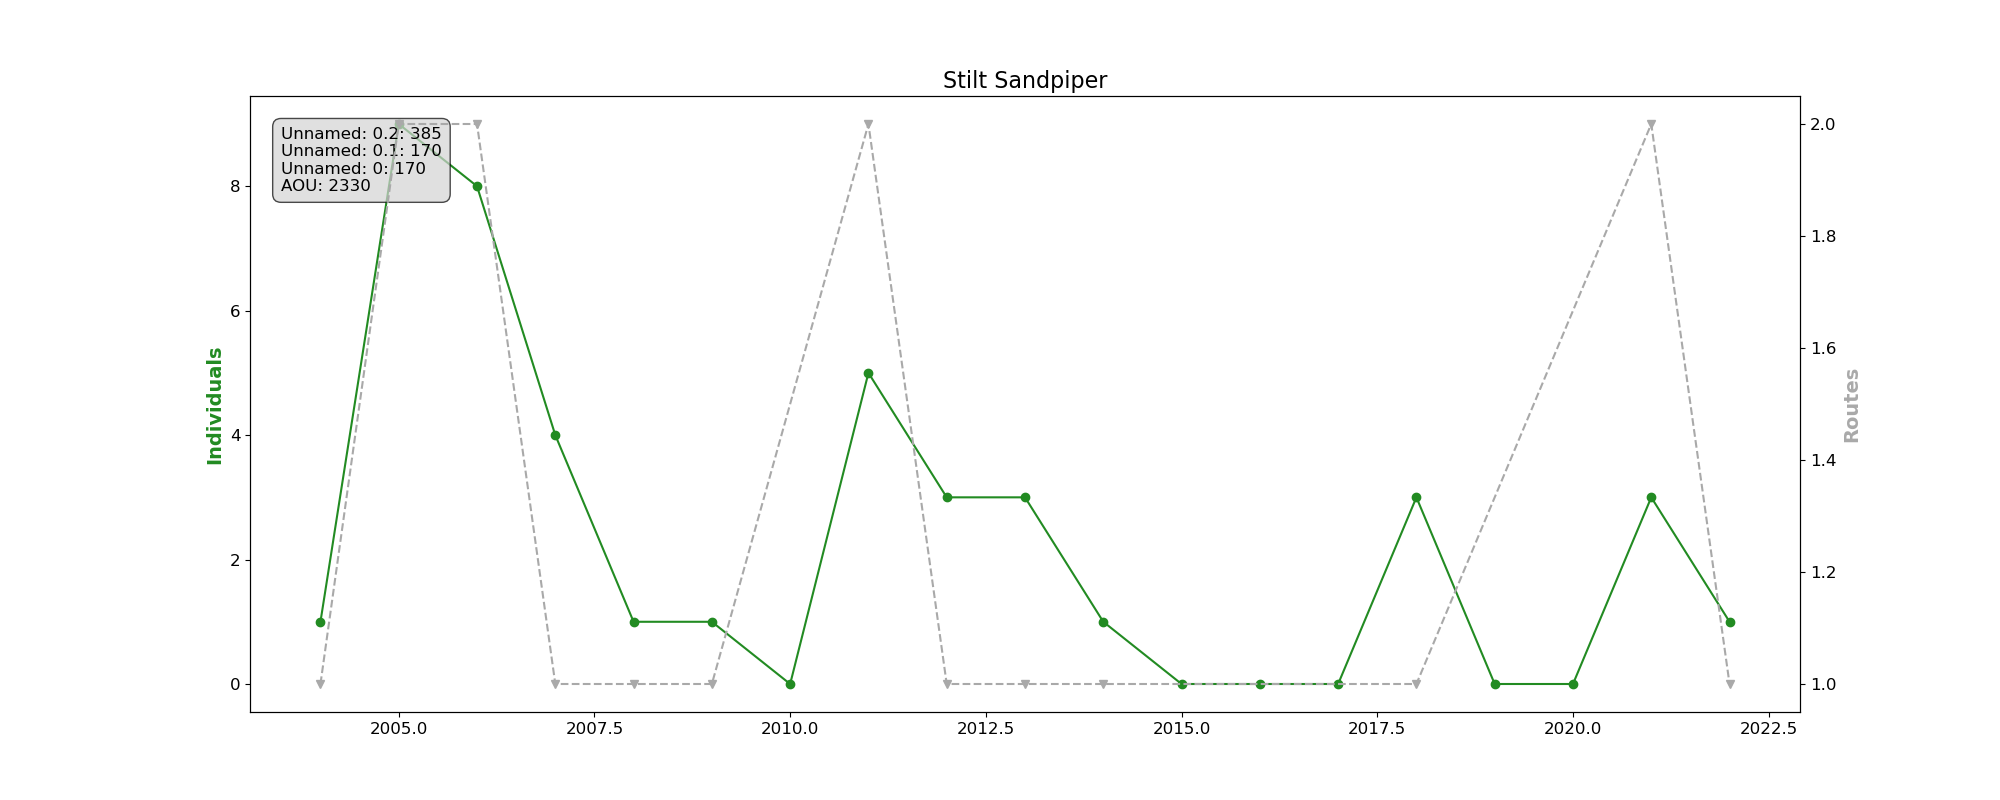 Stilt Sandpiper
Unnamed: 0.2: 385
Unnamed: 0.1: 170
Unnamed: 0: 170
AOU: 2330
Individuals
8
6
4
2
0
2.0
1.8
1.6
1.4
1.2
1.0
Routes
2005.0 2007.5 2010.0 2012.5 2015.0 2017.5 2020.0 2022.5